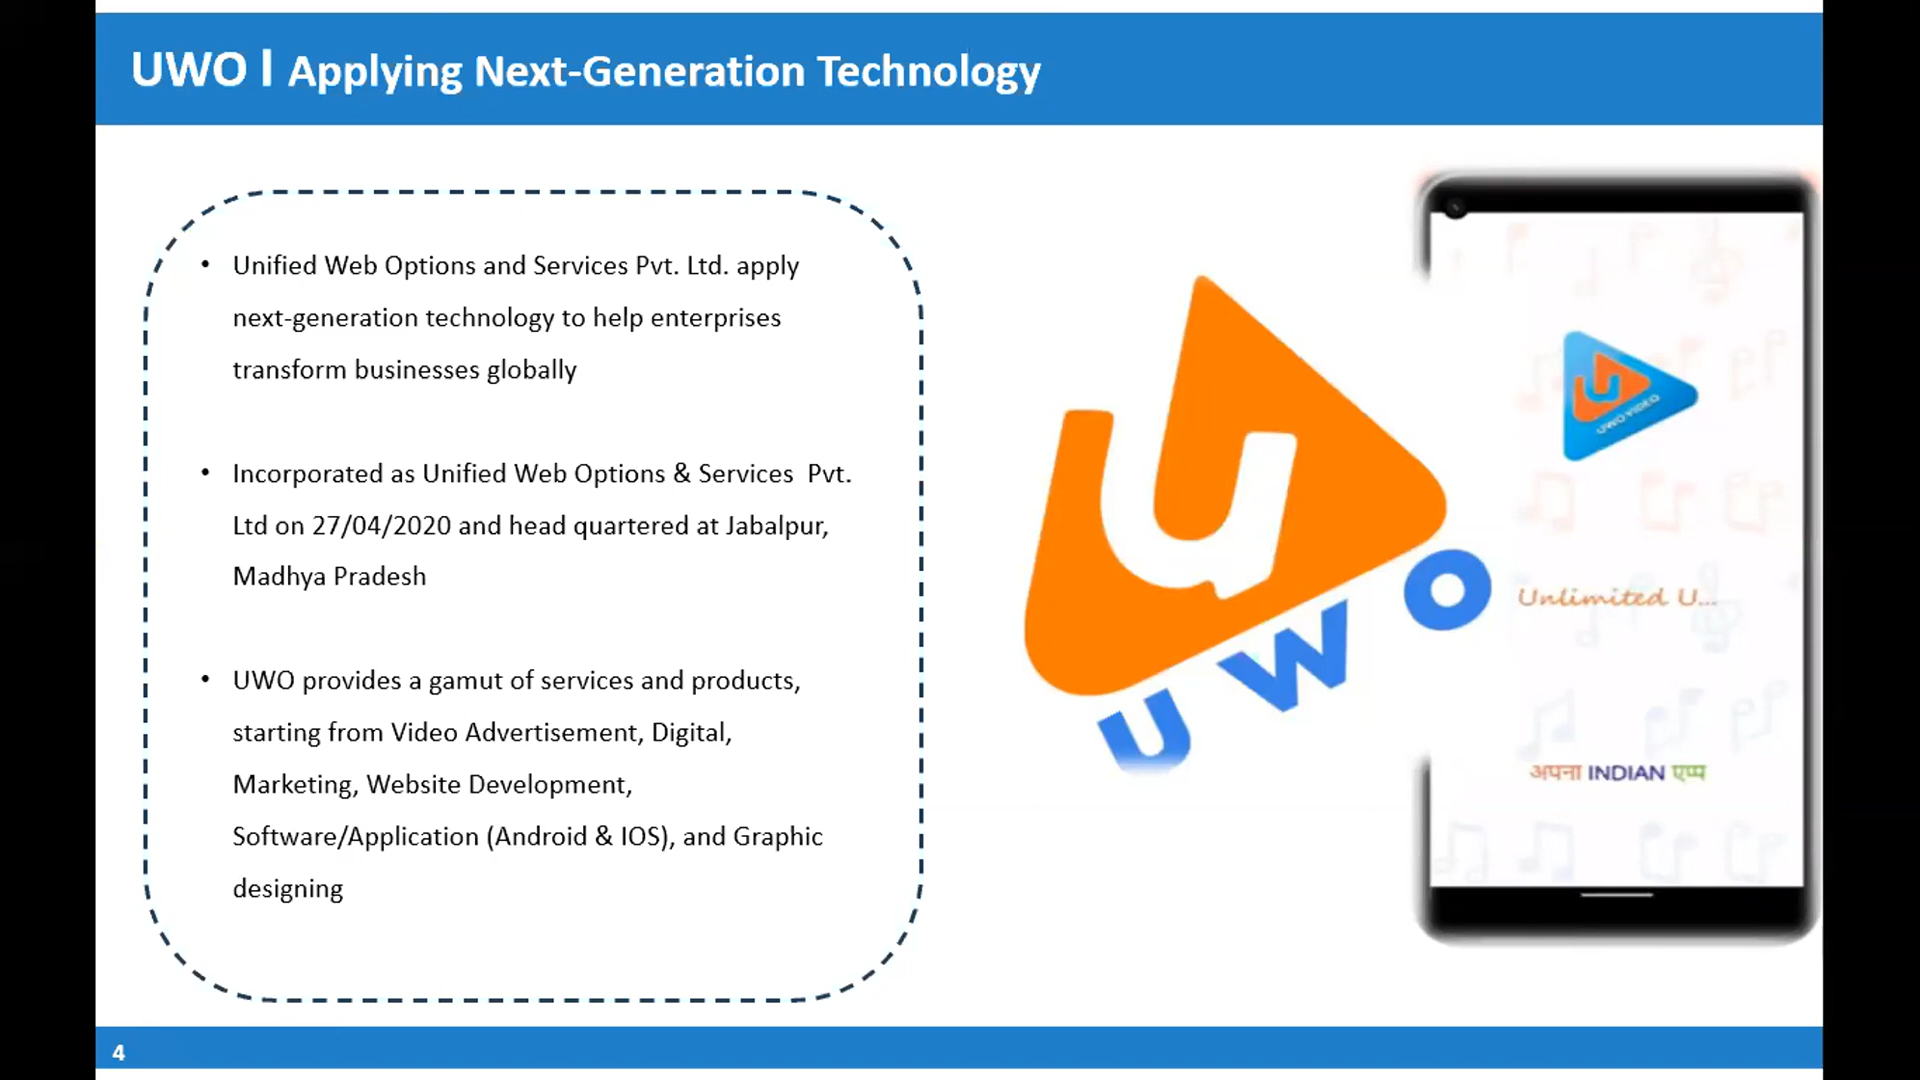 UWO | Applying Next-Generation Technology
• Unified Web Options and Services Pvt. Ltd. apply
next-generation technology to help enterprises
transform businesses globally
• Incorporated as Unified Web Options & Services Pvt.
Ltd on 27/04/2020 and head quartered at Jabalpur,
Madhya Pradesh
• UWO provides a gamut of services and products,
starting from Video Advertisement, Digital,
Marketing, Website Development,
Software/Application (Android & IOS), and Graphic
designing
U
UWO
U
UWO VIDEO
Unlimited U...
अपना INDIAN एप्प
4